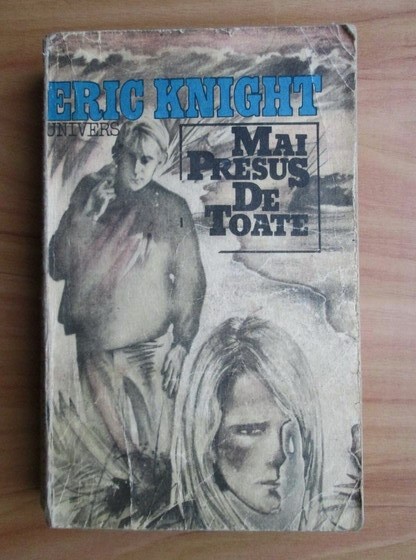 ERIC KNIGHT
UNIVERS
MAI
PRESUS
DE
TOATE